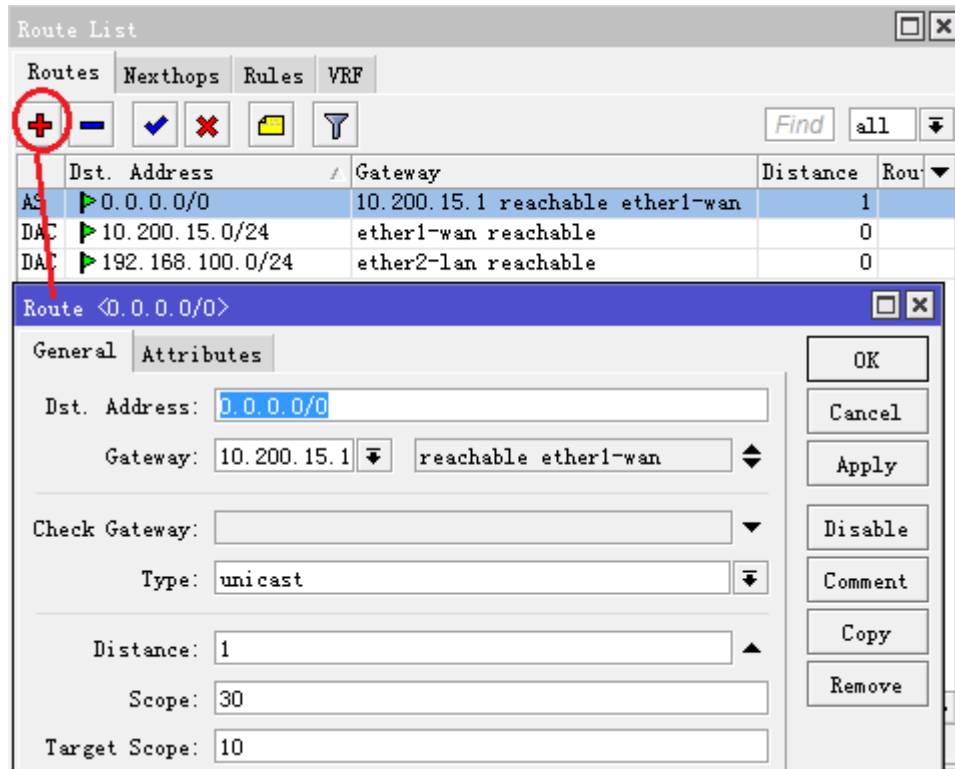 Route List
Routes Nexthops Rules VRF
Find all
Dst. Address Gateway Distance Rou
AS 0.0.0.0/0 10.200.15.1 reachable ether1-wan 1
DAC 10.200.15.0/24 ether1-wan reachable 0
DAC 192.168.100.0/24 ether2-lan reachable 0
Route <0.0.0.0/0>
General Attributes OK
Dst. Address: 0.0.0.0/0 Cancel
Gateway: 10.200.15.1 reachable ether1-wan Apply
Check Gateway: Disable
Type: unicast Comment
Distance: 1 Copy
Scope: 30 Remove
Target Scope: 10